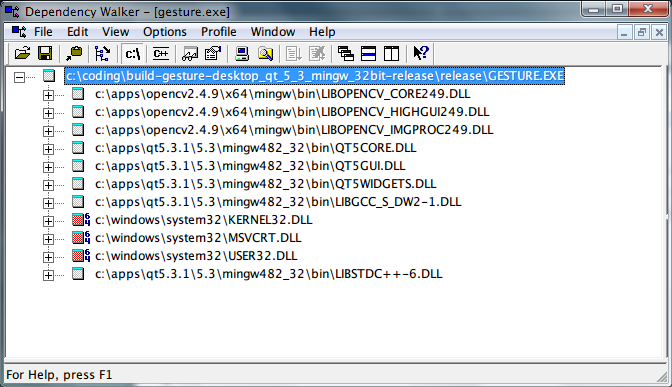 Dependency Walker - [gesture.exe]
File Edit View Options Profile Window Help
c:\ C++
c:\coding\build-gesture-desktop_qt_5_3_mingw_32bit-release\release\GESTURE.EXE
c:\apps\opencv2.4.9\x64\mingw\bin\LIBOPENCV_CORE249.DLL
c:\apps\opencv2.4.9\x64\mingw\bin\LIBOPENCV_HIGHGUI249.DLL
c:\apps\opencv2.4.9\x64\mingw\bin\LIBOPENCV_IMGPROC249.DLL
c:\apps\qt5.3.1\5.3\mingw482_32\bin\QT5CORE.DLL
c:\apps\qt5.3.1\5.3\mingw482_32\bin\QT5GUI.DLL
c:\apps\qt5.3.1\5.3\mingw482_32\bin\QT5WIDGETS.DLL
c:\apps\qt5.3.1\5.3\mingw482_32\bin\LIBGCC_S_DW2-1.DLL
64 c:\windows\system32\KERNEL32.DLL
64 c:\windows\system32\MSVCRT.DLL
64 c:\windows\system32\USER32.DLL
c:\apps\qt5.3.1\5.3\mingw482_32\bin\LIBSTDC++-6.DLL
For Help, press F1